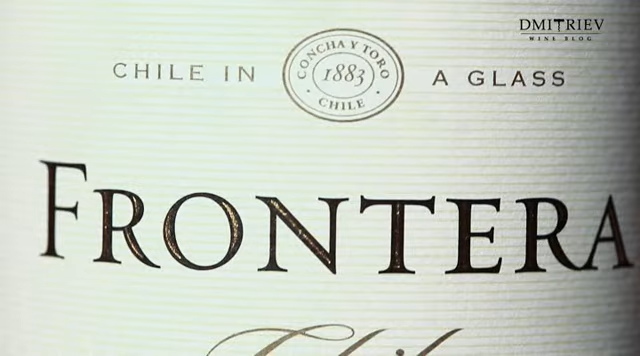 DMITRIEV
WINE BLOG
CHILE IN
CONCHA Y TORO
1883
CHILE
A GLASS
FRONTERA